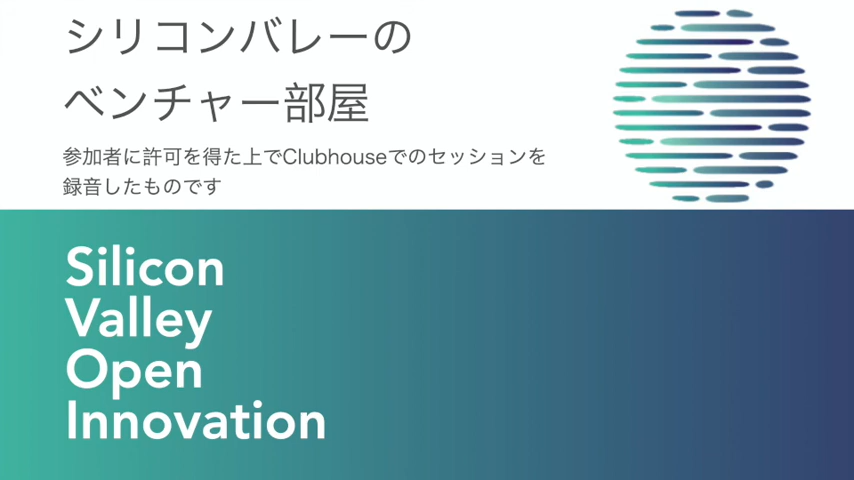 シリコンバレーの
ベンチャー部屋
参加者に許可を得た上でClubhouseでのセッションを
録音したものです
Silicon
Valley
Open
Innovation